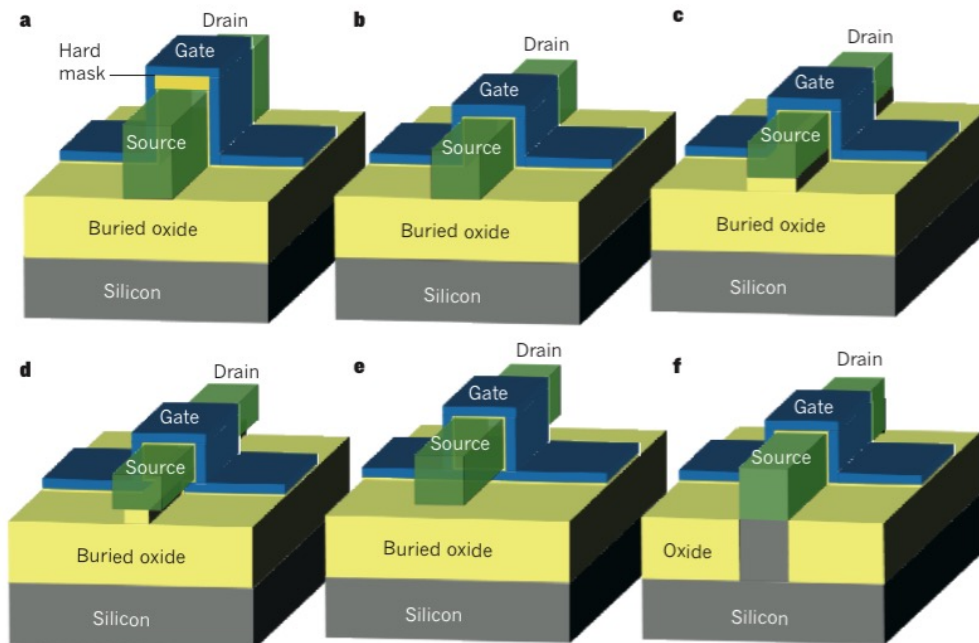 a
Drain
Gate
Hard
mask
Source
Buried oxide
Silicon
b
Drain
Gate
Source
Buried oxide
Silicon
c
Drain
Gate
Source
Buried oxide
Silicon
d
Drain
Gate
Source
Buried oxide
Silicon
e
Drain
Gate
Source
Buried oxide
Silicon
f
Drain
Gate
Source
Oxide
Silicon